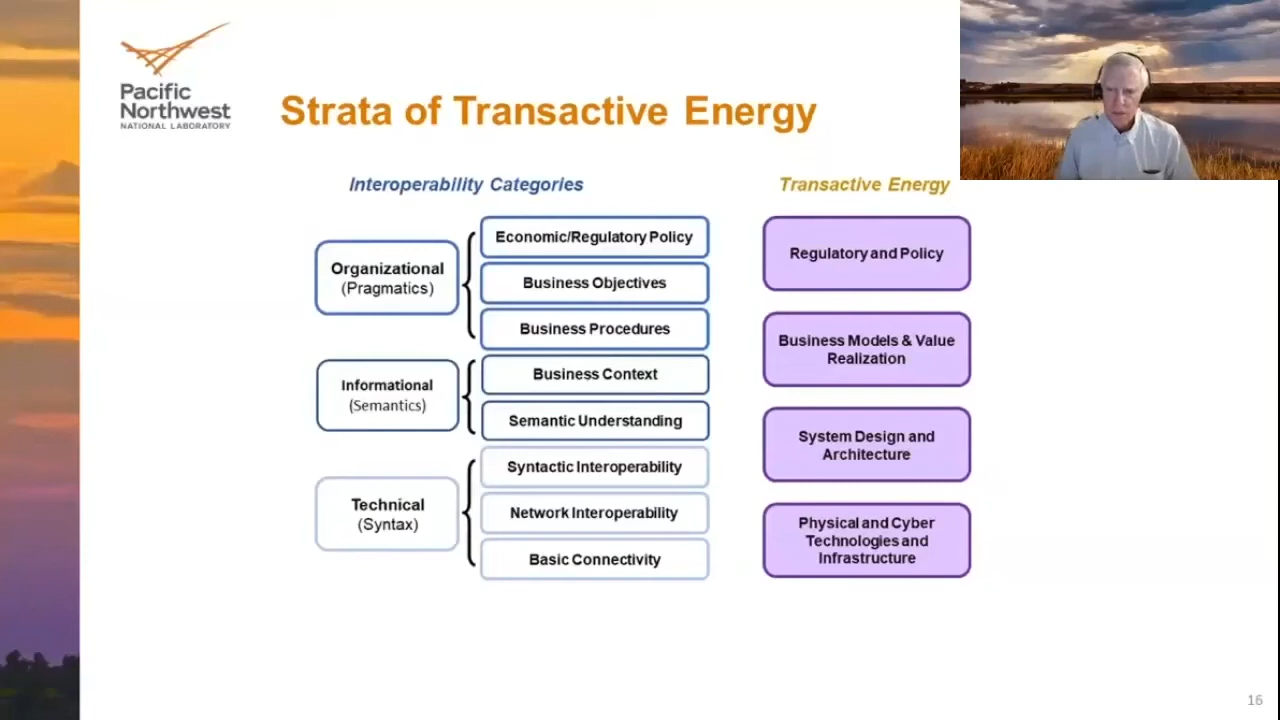 Pacific
Northwest
NATIONAL LABORATORY
Strata of Transactive Energy
Interoperability Categories
Transactive Energy
Organizational
(Pragmatics)
Economic/Regulatory Policy
Business Objectives
Business Procedures
Informational
(Semantics)
Business Context
Semantic Understanding
Technical
(Syntax)
Syntactic Interoperability
Network Interoperability
Basic Connectivity
Regulatory and Policy
Business Models & Value
Realization
System Design and
Architecture
Physical and Cyber
Technologies and
Infrastructure
16